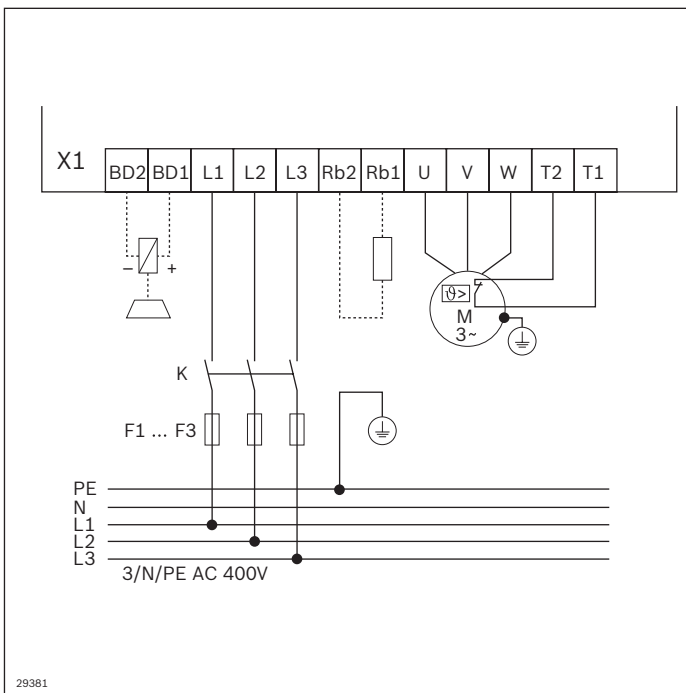 X1 BD2 BD1 L1 L2 L3 Rb2 Rb1 U V W T2 T1
− +
ϑ>
M
3~
K
F1 ... F3
PE
N
L1
L2
L3
3/N/PE AC 400V
29381